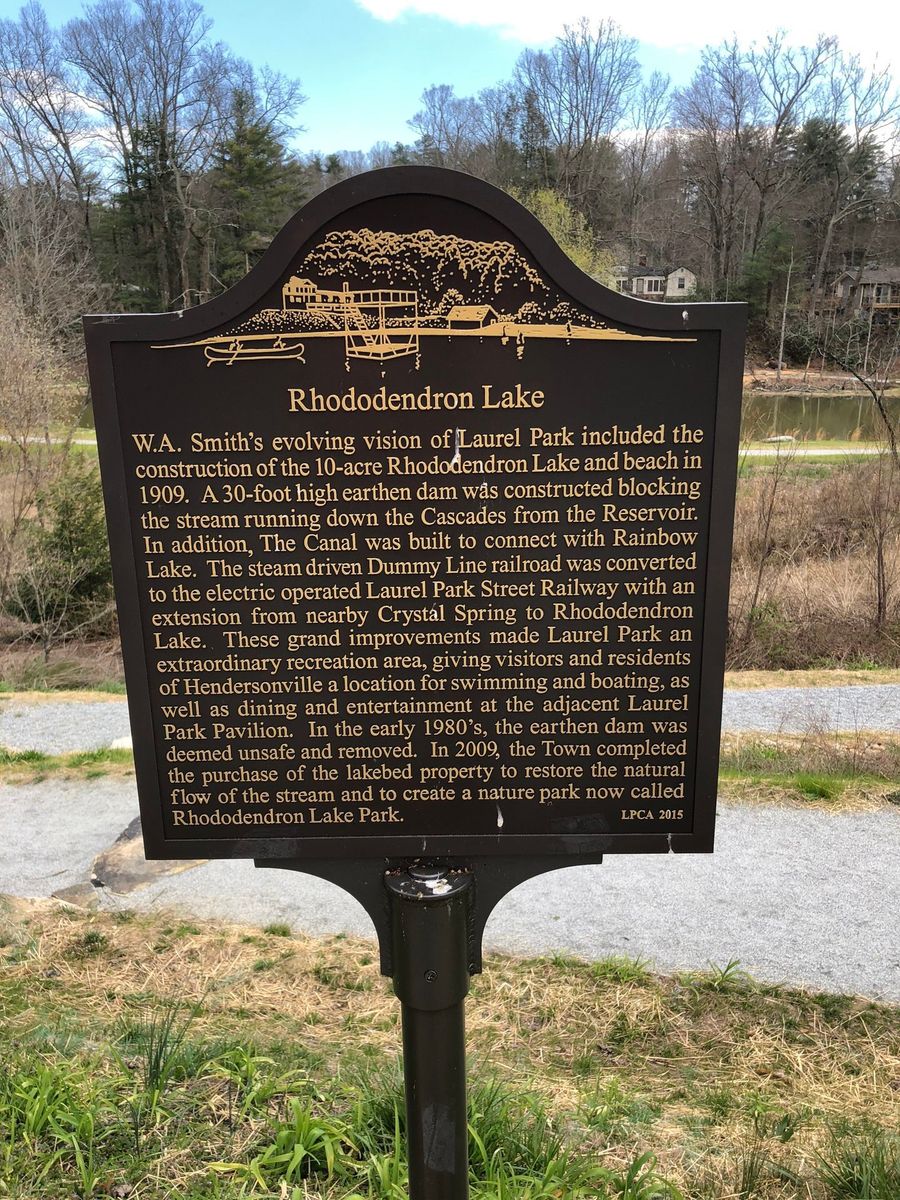 Rhododendron Lake
W.A. Smith's evolving vision of Laurel Park included the
construction of the 10-acre Rhododendron Lake and beach in
1909. A 30-foot high earthen dam was constructed blocking
the stream running down the Cascades from the Reservoir.
In addition, The Canal was built to connect with Rainbow
Lake. The steam driven Dummy Line railroad was converted
to the electric operated Laurel Park Street Railway with an
extension from nearby Crystal Spring to Rhododendron
Lake. These grand improvements made Laurel Park an
extraordinary recreation area, giving visitors and residents
of Hendersonville a location for swimming and boating, as
well as dining and entertainment at the adjacent Laurel
Park Pavilion. In the early 1980's, the earthen dam was
deemed unsafe and removed. In 2009, the Town completed
the purchase of the lakebed property to restore the natural
flow of the stream and to create a nature park now called
Rhododendron Lake Park. LPCA 2015